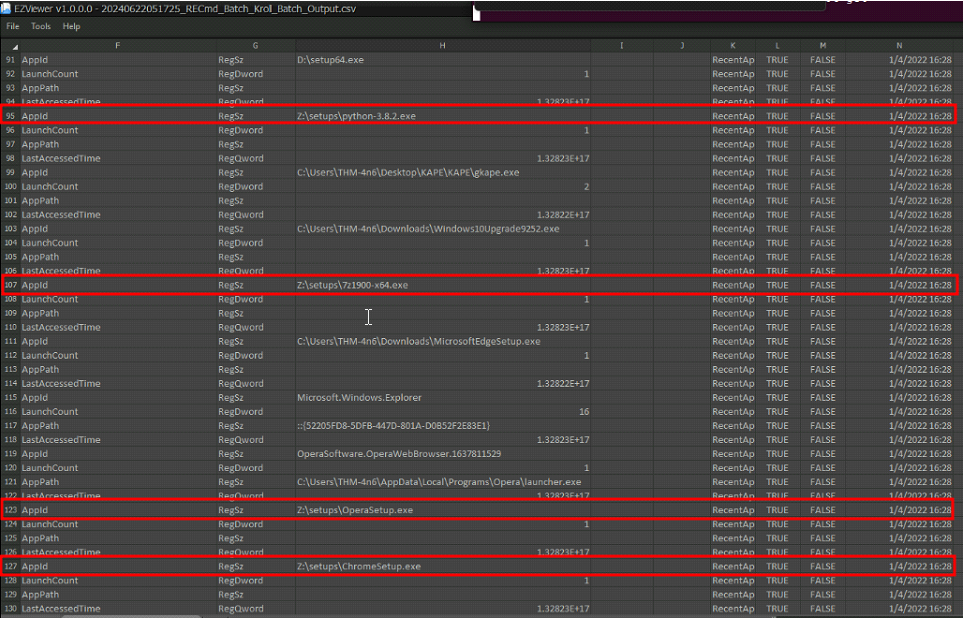 EZViewer v1.0.0.0 - 20240622051725_RECmd_Batch_Kroll_Batch_Output.csv
File Tools Help
F G H I J K L M N
91 AppId RegSz D:\setup64.exe RecentAp TRUE FALSE 1/4/2022 16:28
92 LaunchCount RegDword 1 RecentAp TRUE FALSE 1/4/2022 16:28
93 AppPath RegSz RecentAp TRUE FALSE 1/4/2022 16:28
94 LastAccessedTime RegQword 1.32823E+17 RecentAp TRUE FALSE 1/4/2022 16:28
95 AppId RegSz Z:\setups\python-3.8.2.exe RecentAp TRUE FALSE 1/4/2022 16:28
96 LaunchCount RegDword 1 RecentAp TRUE FALSE 1/4/2022 16:28
97 AppPath RegSz RecentAp TRUE FALSE 1/4/2022 16:28
98 LastAccessedTime RegQword 1.32823E+17 RecentAp TRUE FALSE 1/4/2022 16:28
99 AppId RegSz C:\Users\THM-4n6\Desktop\KAPE\KAPE\gkape.exe RecentAp TRUE FALSE 1/4/2022 16:28
100 LaunchCount RegDword 2 RecentAp TRUE FALSE 1/4/2022 16:28
101 AppPath RegSz RecentAp TRUE FALSE 1/4/2022 16:28
102 LastAccessedTime RegQword 1.32822E+17 RecentAp TRUE FALSE 1/4/2022 16:28
103 AppId RegSz C:\Users\THM-4n6\Downloads\Windows10Upgrade9252.exe RecentAp TRUE FALSE 1/4/2022 16:28
104 LaunchCount RegDword 1 RecentAp TRUE FALSE 1/4/2022 16:28
105 AppPath RegSz RecentAp TRUE FALSE 1/4/2022 16:28
106 LastAccessedTime RegQword 1.32823E+17 RecentAp TRUE FALSE 1/4/2022 16:28
107 AppId RegSz Z:\setups\7z1900-x64.exe RecentAp TRUE FALSE 1/4/2022 16:28
108 LaunchCount RegDword 1 RecentAp TRUE FALSE 1/4/2022 16:28
109 AppPath RegSz RecentAp TRUE FALSE 1/4/2022 16:28
110 LastAccessedTime RegQword 1.32823E+17 RecentAp TRUE FALSE 1/4/2022 16:28
111 AppId RegSz C:\Users\THM-4n6\Downloads\MicrosoftEdgeSetup.exe RecentAp TRUE FALSE 1/4/2022 16:28
112 LaunchCount RegDword 1 RecentAp TRUE FALSE 1/4/2022 16:28
113 AppPath RegSz RecentAp TRUE FALSE 1/4/2022 16:28
114 LastAccessedTime RegQword 1.32822E+17 RecentAp TRUE FALSE 1/4/2022 16:28
115 AppId RegSz Microsoft.Windows.Explorer RecentAp TRUE FALSE 1/4/2022 16:28
116 LaunchCount RegDword 16 RecentAp TRUE FALSE 1/4/2022 16:28
117 AppPath RegSz ::{52205FD8-5DFB-447D-801A-D0B52F2E83E1} RecentAp TRUE FALSE 1/4/2022 16:28
118 LastAccessedTime RegQword 1.32823E+17 RecentAp TRUE FALSE 1/4/2022 16:28
119 AppId RegSz OperaSoftware.OperaWebBrowser.1637811529 RecentAp TRUE FALSE 1/4/2022 16:28
120 LaunchCount RegDword 1 RecentAp TRUE FALSE 1/4/2022 16:28
121 AppPath RegSz C:\Users\THM-4n6\AppData\Local\Programs\Opera\launcher.exe RecentAp TRUE FALSE 1/4/2022 16:28
122 LastAccessedTime RegQword 1.32823E+17 RecentAp TRUE FALSE 1/4/2022 16:28
123 AppId RegSz Z:\setups\OperaSetup.exe RecentAp TRUE FALSE 1/4/2022 16:28
124 LaunchCount RegDword 1 RecentAp TRUE FALSE 1/4/2022 16:28
125 AppPath RegSz RecentAp TRUE FALSE 1/4/2022 16:28
126 LastAccessedTime RegQword 1.32823E+17 RecentAp TRUE FALSE 1/4/2022 16:28
127 AppId RegSz Z:\setups\ChromeSetup.exe RecentAp TRUE FALSE 1/4/2022 16:28
128 LaunchCount RegDword 1 RecentAp TRUE FALSE 1/4/2022 16:28
129 AppPath RegSz RecentAp TRUE FALSE 1/4/2022 16:28
130 LastAccessedTime RegQword 1.32823E+17 RecentAp TRUE FALSE 1/4/2022 16:28